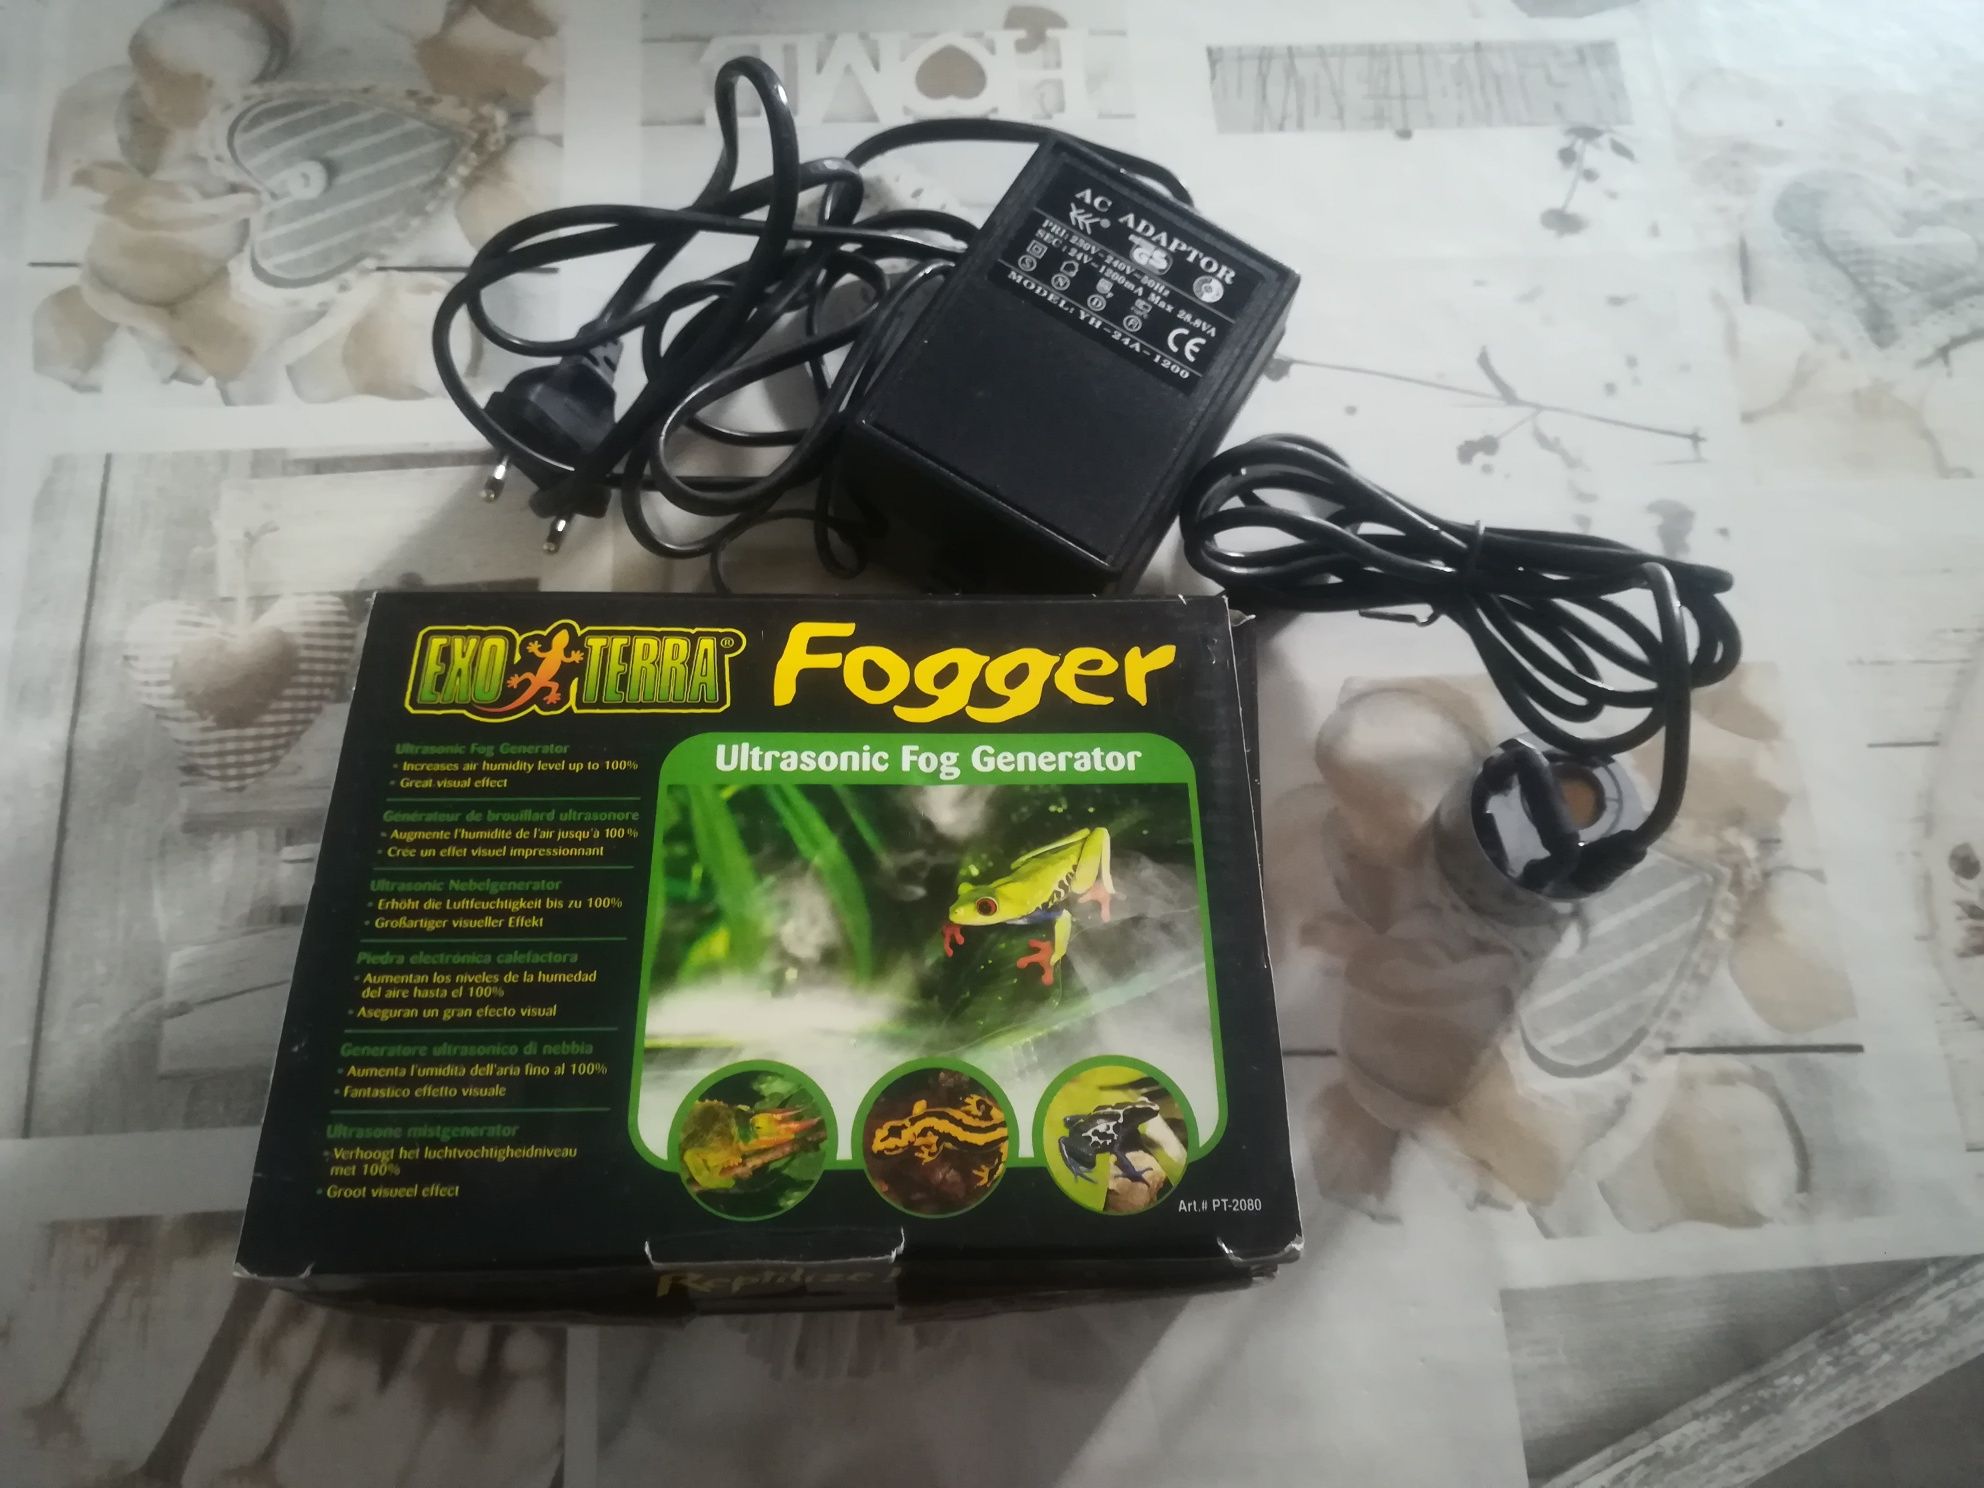 HOME
AC ADAPTOR
GS
PRI: 230V~240V~50Hz
SEC: 24V~1200mA Max 28.8VA
S N D FI
CE
MODEL: YH-24A-1200
EXO TERRA® Fogger
Ultrasonic Fog Generator
Ultrasonic Fog Generator
• Increases air humidity level up to 100%
• Great visual effect
Générateur de brouillard ultrasonore
• Augmente l'humidité de l'air jusqu'à 100%
• Crée un effet visuel impressionnant
Ultrasonic Nebelgenerator
• Erhöht die Luftfeuchtigkeit bis zu 100%
• Großartiger visueller Effekt
Piedra electrónica calefactora
• Aumentan los niveles de la humedad
del aire hasta el 100%
• Aseguran un gran efecto visual
Generatore ultrasonico di nebbia
• Aumenta l'umidità dell'aria fino al 100%
• Fantastico effetto visuale
Ultrasone mistgenerator
• Verhoogt het luchtvochtigheidniveau
met 100%
• Groot visueel effect
Art.# PT-2080
Reptilize !